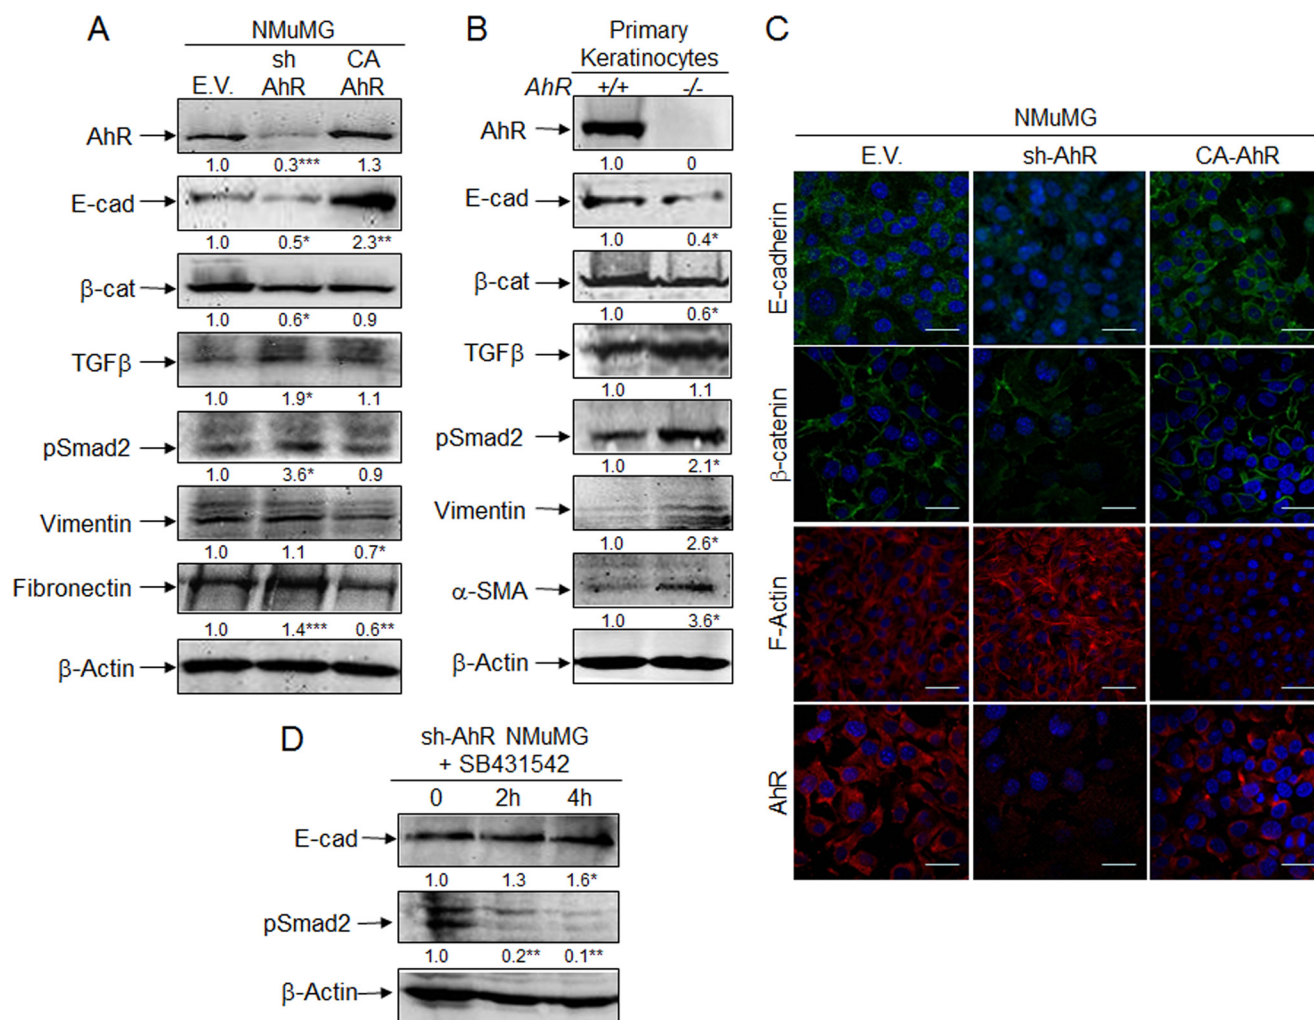 A
NMuMG
E.V. sh AhR CA AhR
AhR
1.0 0.3*** 1.3
E-cad
1.0 0.5* 2.3**
β-cat
1.0 0.6* 0.9
TGFβ
1.0 1.9* 1.1
pSmad2
1.0 3.6* 0.9
Vimentin
1.0 1.1 0.7*
Fibronectin
1.0 1.4*** 0.6**
β-Actin
B
Primary
Keratinocytes
AhR +/+ -/-
AhR
1.0 0
E-cad
1.0 0.4*
β-cat
1.0 0.6*
TGFβ
1.0 1.1
pSmad2
1.0 2.1*
Vimentin
1.0 2.6*
α-SMA
1.0 3.6*
β-Actin
C
NMuMG
E.V. sh-AhR CA-AhR
E-cadherin
β-catenin
F-Actin
AhR
D
sh-AhR NMuMG
+ SB431542
0 2h 4h
E-cad
1.0 1.3 1.6*
pSmad2
1.0 0.2** 0.1**
β-Actin